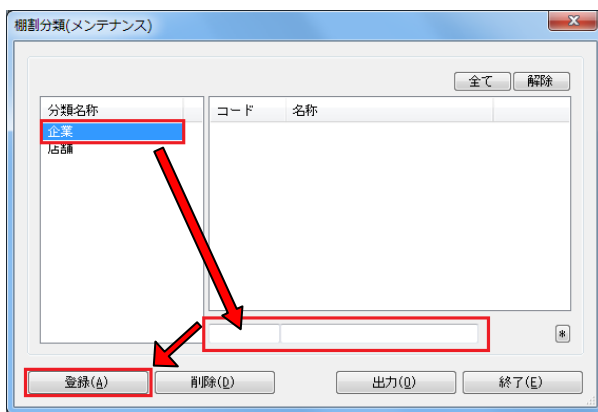 棚割分類(メンテナンス)
全て 解除
分類名称 コード 名称
企業
店舗
*
登録(A) 削除(D) 出力(O) 終了(E)